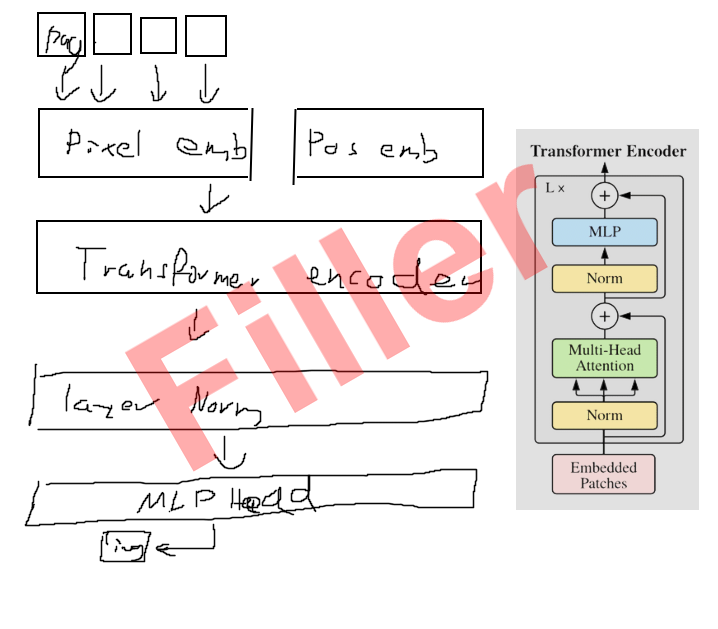 Pixel emb
Pos emb
Transformer encoder
layer Norm
MLP Head
img
Filler
Transformer Encoder
L ×
+
MLP
Norm
+
Multi-Head
Attention
Norm
Embedded
Patches